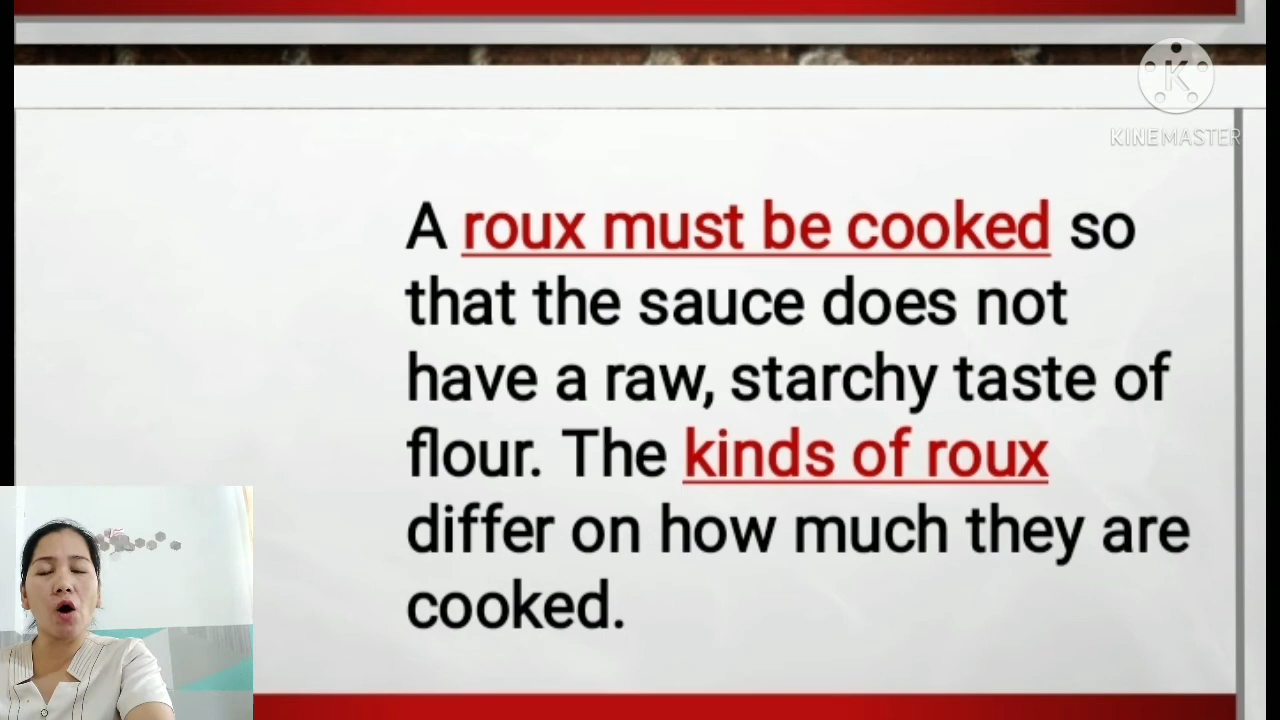 K
KINEMASTER
A roux must be cooked so
that the sauce does not
have a raw, starchy taste of
flour. The kinds of roux
differ on how much they are
cooked.